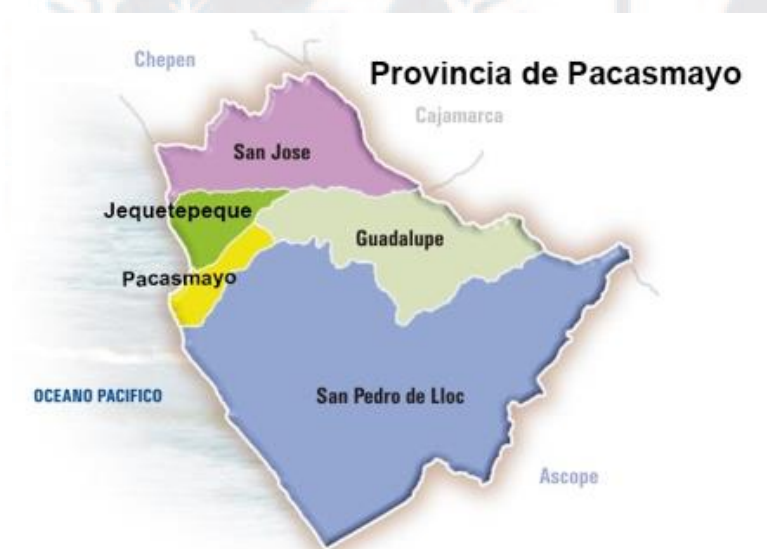 Chepen
Provincia de Pacasmayo
Cajamarca
San Jose
Jequetepeque
Guadalupe
Pacasmayo
OCEANO PACIFICO
San Pedro de Lloc
Ascope